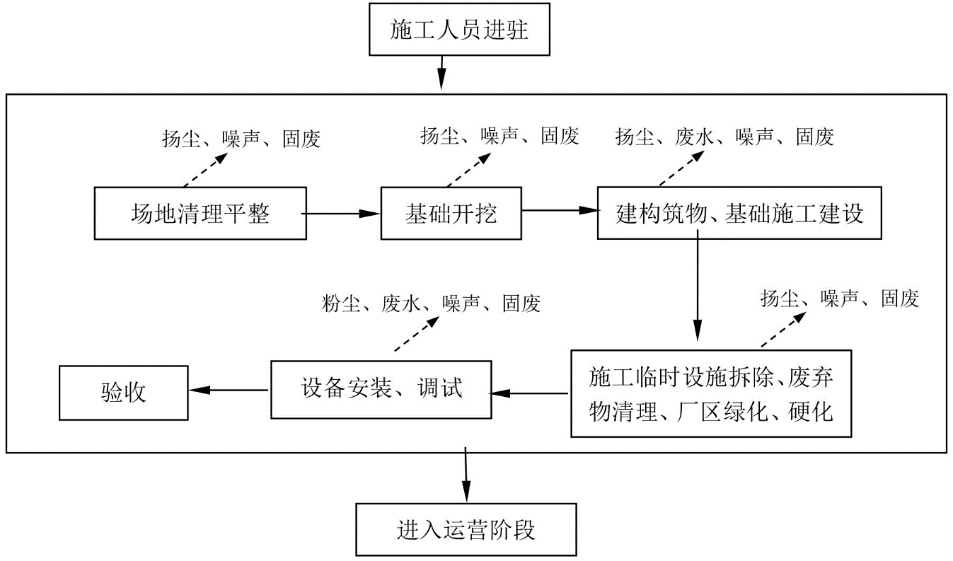 施工人员进驻
扬尘、噪声、固废
扬尘、噪声、固废
扬尘、废水、噪声、固废
场地清理平整
基础开挖
建构筑物、基础施工建设
粉尘、废水、噪声、固废
扬尘、噪声、固废
验收
设备安装、调试
施工临时设施拆除、废弃
物清理、厂区绿化、硬化
进入运营阶段